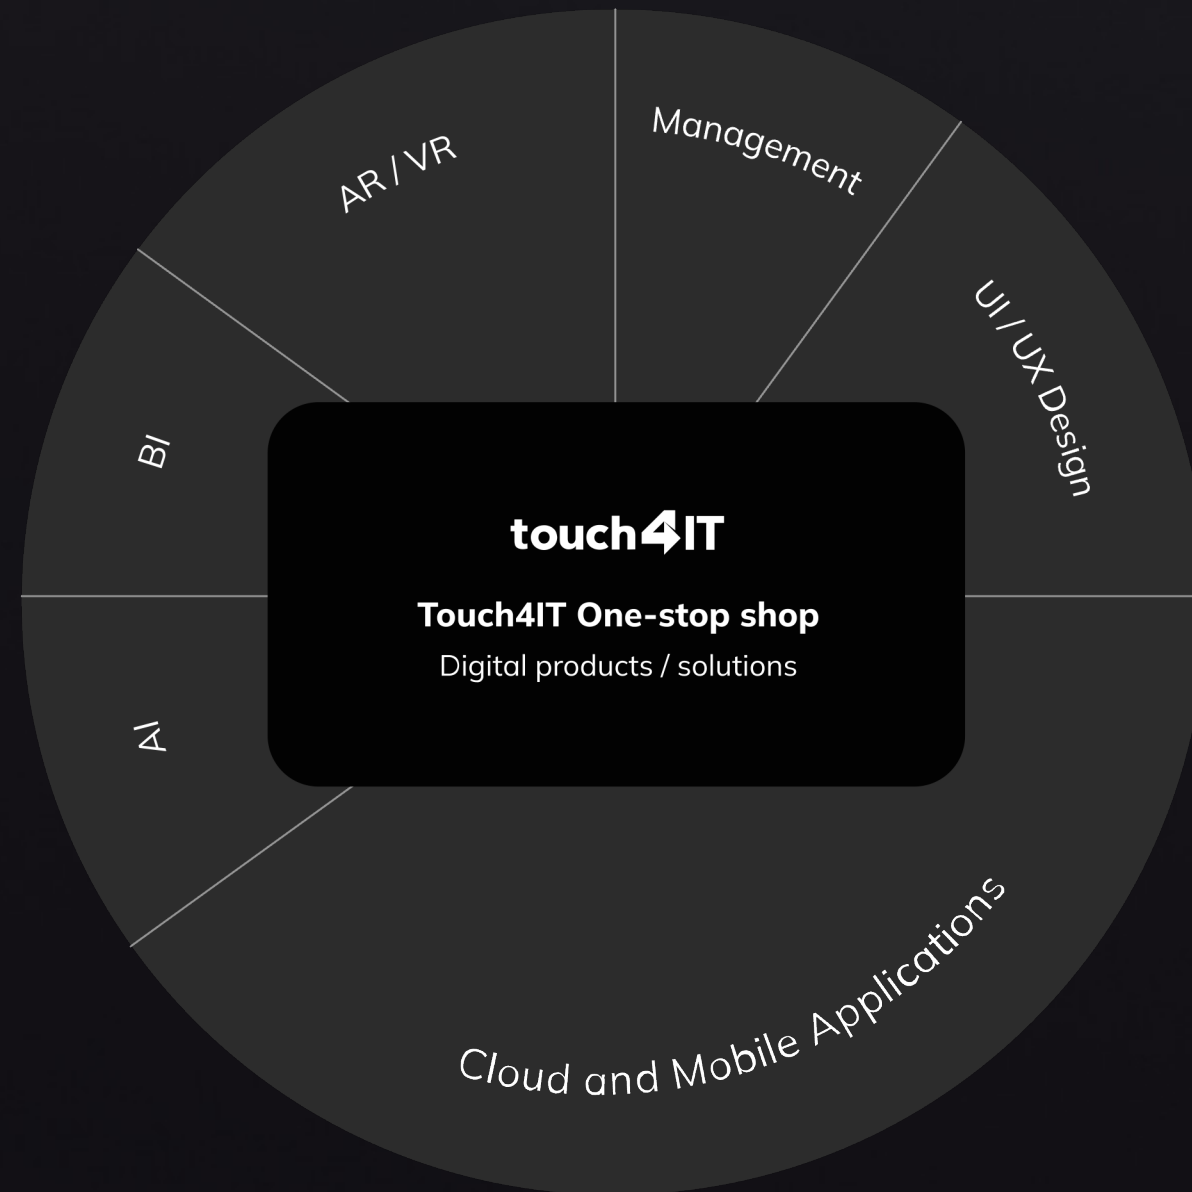 AR / VR
Management
UI / UX Design
BI
touch4IT
Touch4IT One-stop shop
Digital products / solutions
AI
Cloud and Mobile Applications